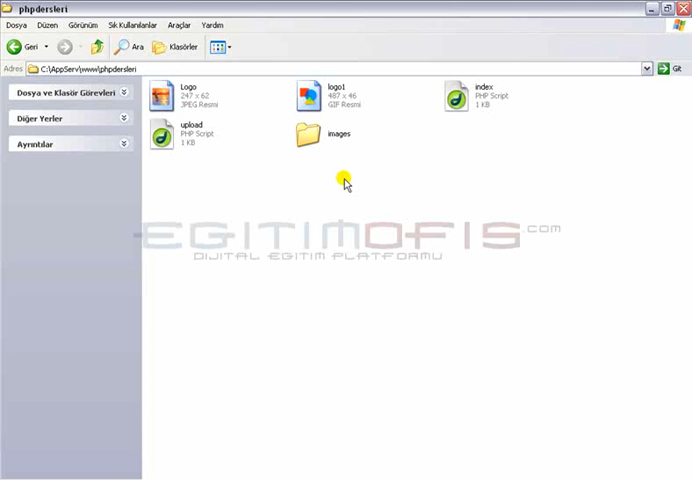 phpdersleri
Dosya Düzen Görünüm Sık Kullanılanlar Araçlar Yardım
Geri Ara Klasörler
Adres C:\AppServ\www\phpdersleri Git
Dosya ve Klasör Görevleri
Diğer Yerler
Ayrıntılar
Logo
247 x 62
JPEG Resmi
logo1
487 x 46
GIF Resmi
index
PHP Script
1 KB
upload
PHP Script
1 KB
images
EGITIMOFIS.com
DIJITAL EGITIM PLATFORMU